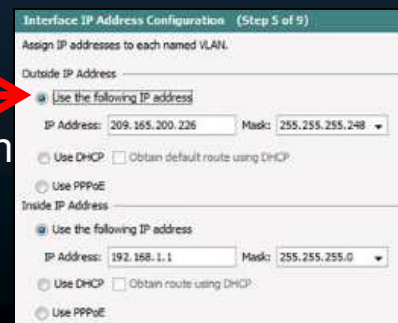 Interface IP Address Configuration (Step 5 of 9)
Assign IP addresses to each named VLAN.
Outside IP Address
Use the following IP address
IP Address: 209.165.200.226 Mask: 255.255.255.248
Use DHCP Obtain default route using DHCP
Use PPPoE
Inside IP Address
Use the following IP address
IP Address: 192.168.1.1 Mask: 255.255.255.0
Use DHCP Obtain route using DHCP
Use PPPoE